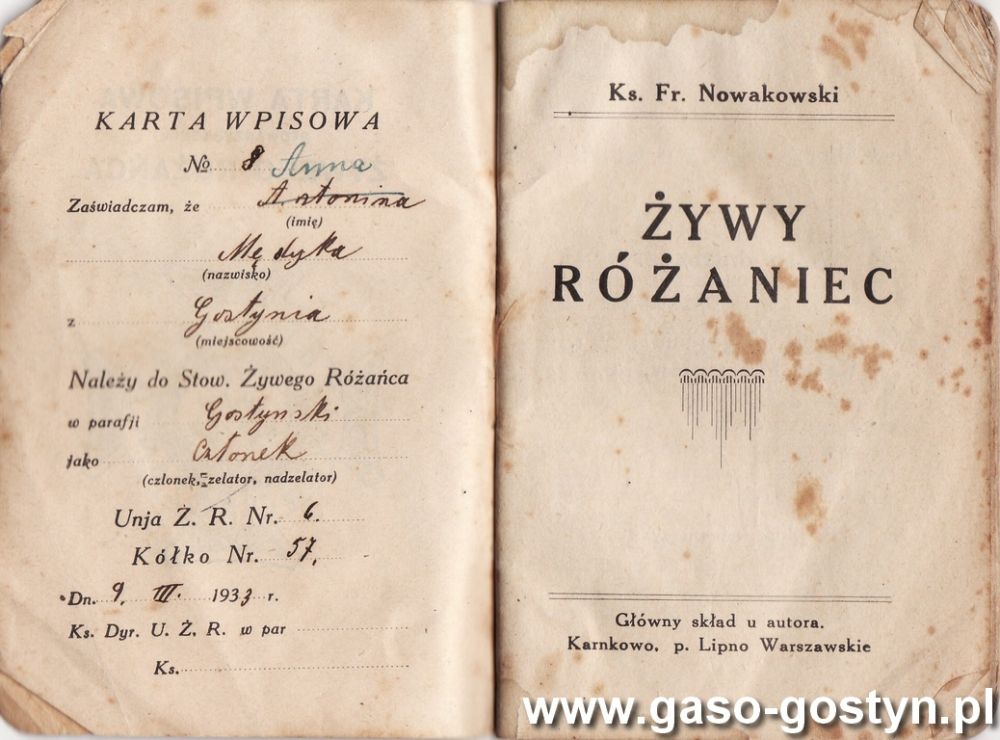 KARTA WPISOWA
No 8 Anna
Zaświadczam, że Antonina
(imię)
Mędyka
(nazwisko)
z Gostynia
(miejscowość)
Należy do Stow. Żywego Różańca
w parafji Gostyński
jako Członek
(czlonek, zelator, nadzelator)
Unja Ż. R. Nr. 6.
Kółko Nr. 57,
Dn. 9. III. 1933 r.
Ks. Dyr. U. Ż. R. w par
Ks.
Ks. Fr. Nowakowski
ŻYWY
RÓŻANIEC
Główny skład u autora.
Karnkowo, p. Lipno Warszawskie
www.gaso-gostyn.pl